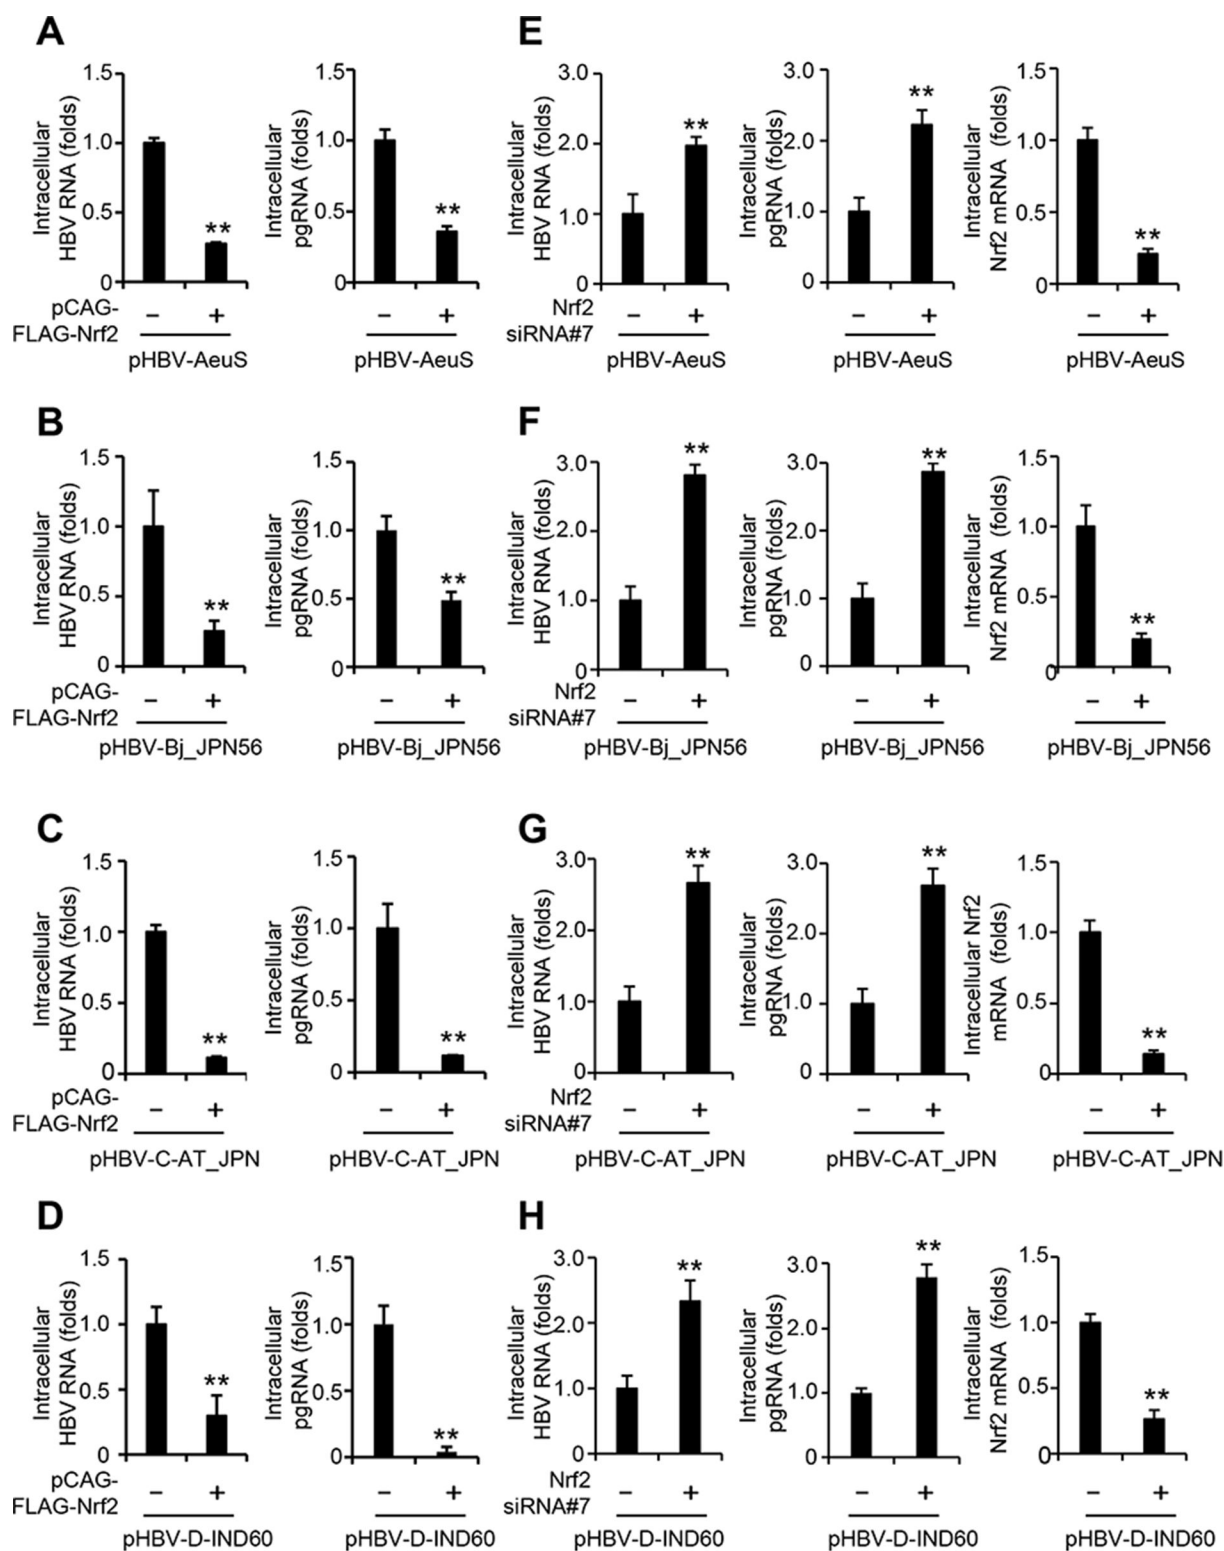 A
Intracellular
HBV RNA (folds)
1.5
1.0
0.5
0
**
pCAG-
FLAG-Nrf2
− +
pHBV-AeuS
Intracellular
pgRNA (folds)
1.5
1.0
0.5
0
**
− +
pHBV-AeuS
E
Intracellular
HBV RNA (folds)
3.0
2.0
1.0
0
**
Nrf2
siRNA#7
− +
pHBV-AeuS
Intracellular
pgRNA (folds)
3.0
2.0
1.0
0
**
− +
pHBV-AeuS
Intracellular
Nrf2 mRNA (folds)
1.5
1.0
0.5
0
**
− +
pHBV-AeuS
B
Intracellular
HBV RNA (folds)
1.5
1.0
0.5
0
**
pCAG-
FLAG-Nrf2
− +
pHBV-Bj_JPN56
Intracellular
pgRNA (folds)
1.5
1.0
0.5
0
**
− +
pHBV-Bj_JPN56
F
Intracellular
HBV RNA (folds)
3.0
2.0
1.0
0
**
Nrf2
siRNA#7
− +
pHBV-Bj_JPN56
Intracellular
pgRNA (folds)
3.0
2.0
1.0
0
**
− +
pHBV-Bj_JPN56
Intracellular
Nrf2 mRNA (folds)
1.5
1.0
0.5
0
**
− +
pHBV-Bj_JPN56
C
Intracellular
HBV RNA (folds)
1.5
1.0
0.5
0
**
pCAG-
FLAG-Nrf2
− +
pHBV-C-AT_JPN
Intracellular
pgRNA (folds)
1.5
1.0
0.5
0
**
− +
pHBV-C-AT_JPN
G
Intracellular
HBV RNA (folds)
3.0
2.0
1.0
0
**
Nrf2
siRNA#7
− +
pHBV-C-AT_JPN
Intracellular
pgRNA (folds)
3.0
2.0
1.0
0
**
− +
pHBV-C-AT_JPN
Intracellular Nrf2
mRNA (folds)
1.5
1.0
0.5
0
**
− +
pHBV-C-AT_JPN
D
Intracellular
HBV RNA (folds)
1.5
1.0
0.5
0
**
pCAG-
FLAG-Nrf2
− +
pHBV-D-IND60
Intracellular
pgRNA (folds)
1.5
1.0
0.5
0
**
− +
pHBV-D-IND60
H
Intracellular
HBV RNA (folds)
3.0
2.0
1.0
0
**
Nrf2
siRNA#7
− +
pHBV-D-IND60
Intracellular
pgRNA (folds)
3.0
2.0
1.0
0
**
− +
pHBV-D-IND60
Intracellular
Nrf2 mRNA (folds)
1.5
1.0
0.5
0
**
− +
pHBV-D-IND60